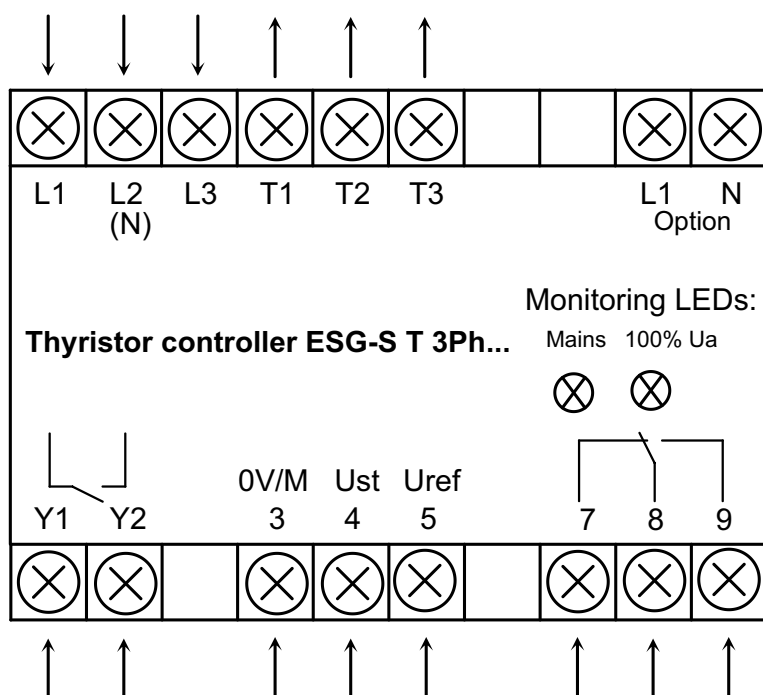 L1 L2 L3 T1 T2 T3 L1 N
(N) Option
Monitoring LEDs:
Thyristor controller ESG-S T 3Ph... Mains 100% Ua
0V/M Ust Uref
Y1 Y2 3 4 5 7 8 9